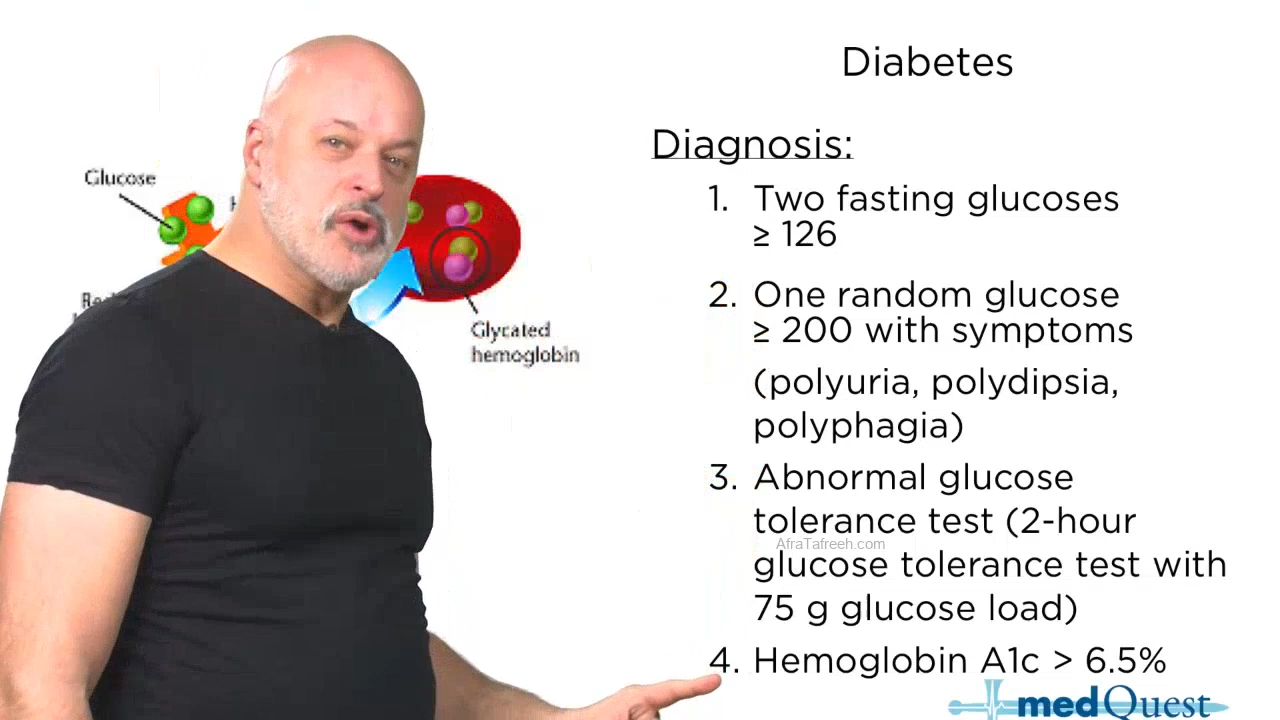 Diabetes
Glucose
Glycated
hemoglobin
Diagnosis:
1. Two fasting glucoses
≥ 126
2. One random glucose
≥ 200 with symptoms
(polyuria, polydipsia,
polyphagia)
3. Abnormal glucose
tolerance test (2-hour
AfraTafreeh.com
glucose tolerance test with
75 g glucose load)
4. Hemoglobin A1c > 6.5%
medQuest